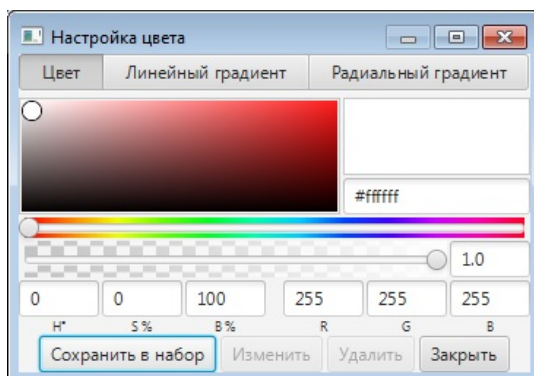 Настройка цвета
Цвет Линейный градиент Радиальный градиент
#ffffff
1.0
0 0 100 255 255 255
H° S % B % R G B
Сохранить в набор Изменить Удалить Закрыть